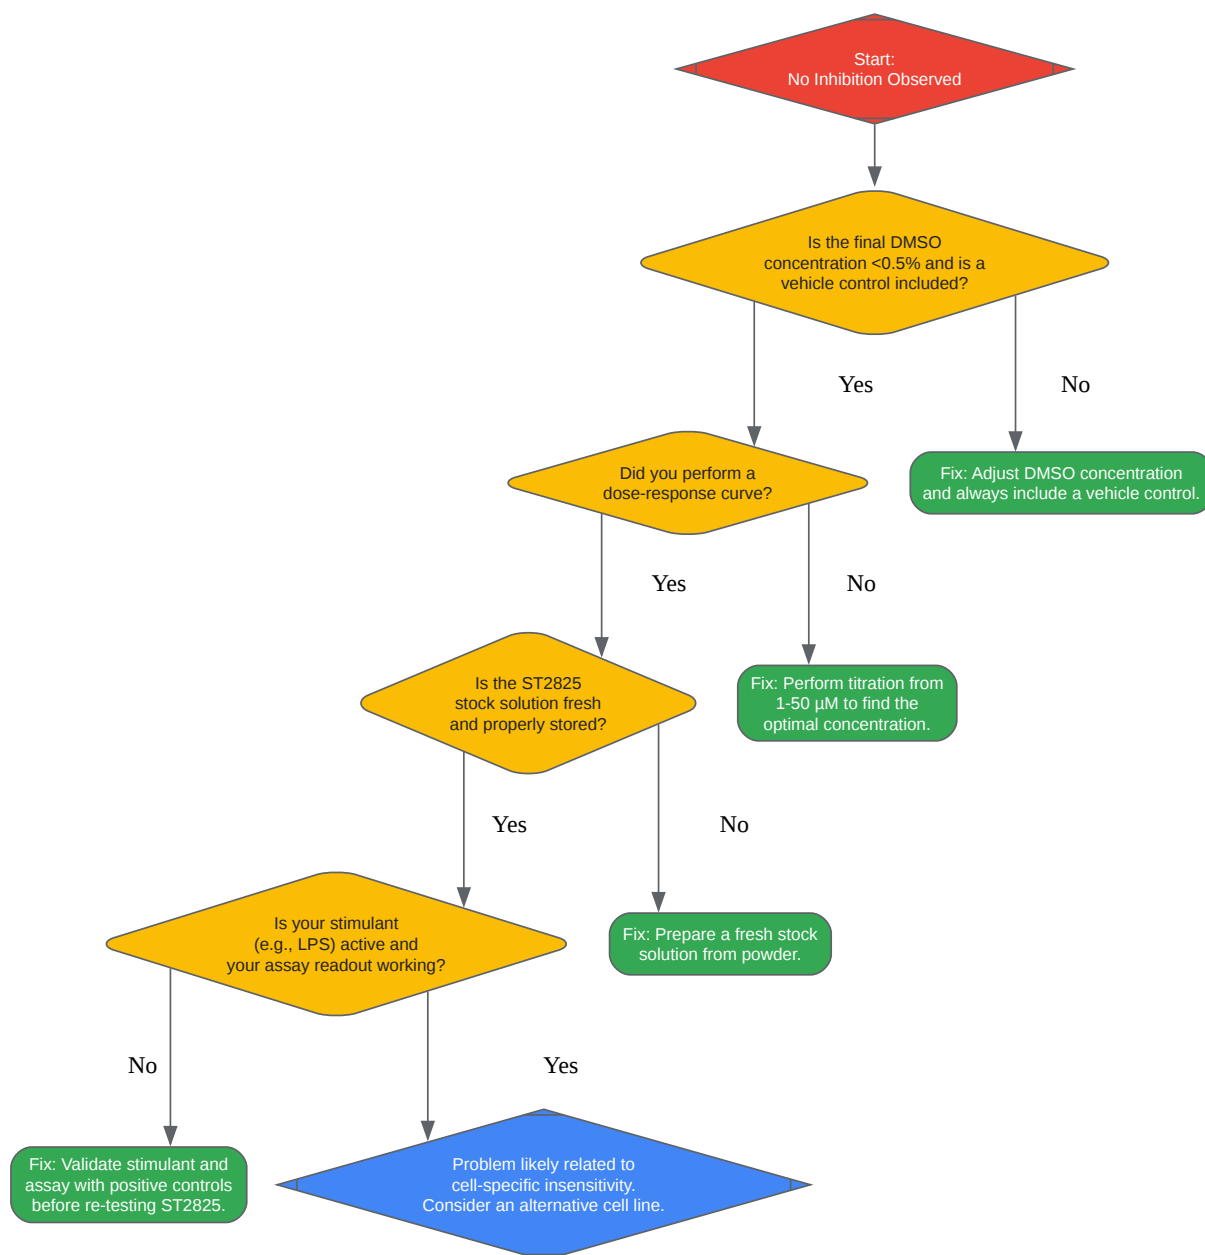 Start:
No Inhibition Observed
Is the final DMSO
concentration <0.5% and is a
vehicle control included?
Yes
No
Did you perform a
dose-response curve?
Fix: Adjust DMSO concentration
and always include a vehicle control.
Yes
No
Is the ST2825
stock solution fresh
and properly stored?
Fix: Perform titration from
1-50 µM to find the
optimal concentration.
Yes
No
Is your stimulant
(e.g., LPS) active and
your assay readout working?
Fix: Prepare a fresh stock
solution from powder.
No
Yes
Fix: Validate stimulant and
assay with positive controls
before re-testing ST2825.
Problem likely related to
cell-specific insensitivity.
Consider an alternative cell line.